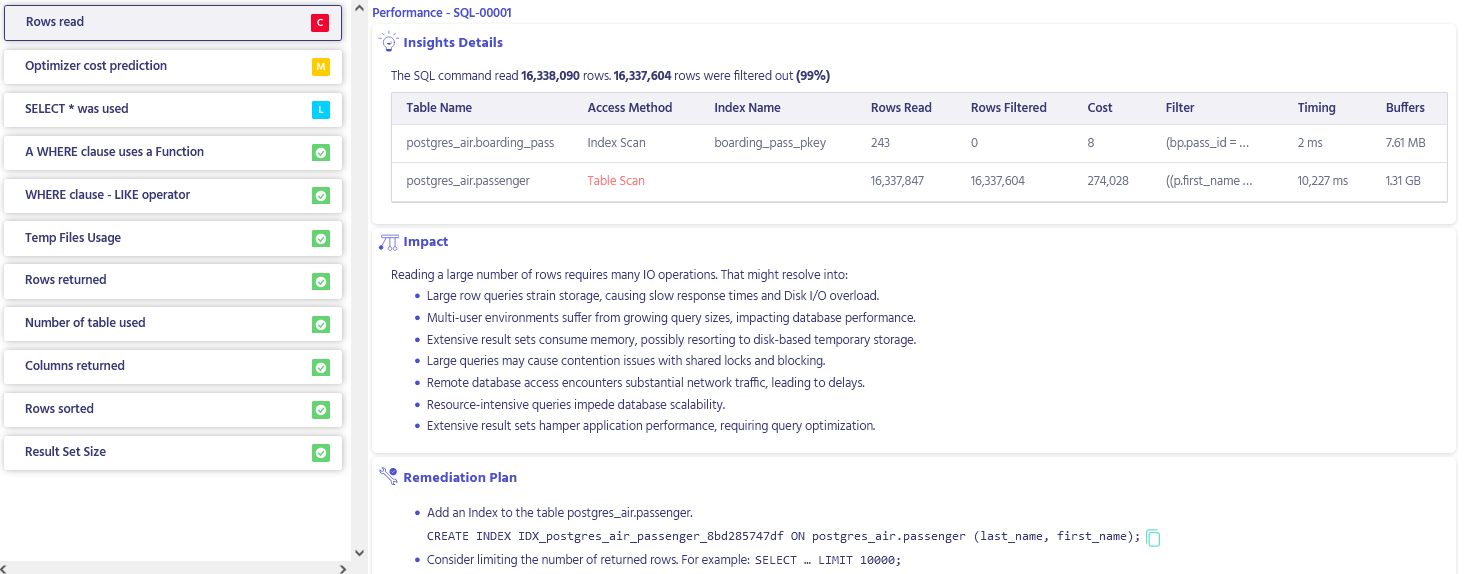 Rows read
C
Optimizer cost prediction
M
SELECT * was used
L
A WHERE clause uses a Function
WHERE clause - LIKE operator
Temp Files Usage
Rows returned
Number of table used
Columns returned
Rows sorted
Result Set Size
Performance - SQL-00001
Insights Details
The SQL command read 16,338,090 rows. 16,337,604 rows were filtered out (99%)
Table Name Access Method Index Name Rows Read Rows Filtered Cost Filter Timing Buffers
postgres_air.boarding_pass Index Scan boarding_pass_pkey 243 0 8 (bp.pass_id = ... 2 ms 7.61 MB
postgres_air.passenger Table Scan 16,337,847 16,337,604 274,028 ((p.first_name ... 10,227 ms 1.31 GB
Impact
Reading a large number of rows requires many IO operations. That might resolve into:
• Large row queries strain storage, causing slow response times and Disk I/O overload.
• Multi-user environments suffer from growing query sizes, impacting database performance.
• Extensive result sets consume memory, possibly resorting to disk-based temporary storage.
• Large queries may cause contention issues with shared locks and blocking.
• Remote database access encounters substantial network traffic, leading to delays.
• Resource-intensive queries impede database scalability.
• Extensive result sets hamper application performance, requiring query optimization.
Remediation Plan
• Add an Index to the table postgres_air.passenger.
CREATE INDEX IDX_postgres_air_passenger_8bd285747df ON postgres_air.passenger (last_name, first_name);
• Consider limiting the number of returned rows. For example: SELECT … LIMIT 10000;